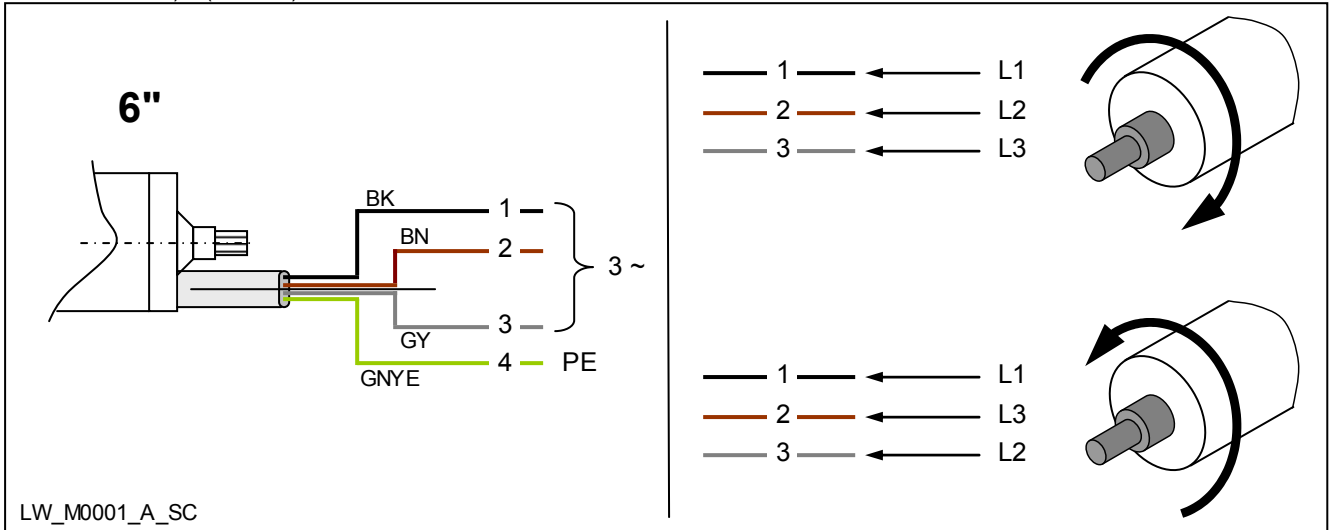 6"
BK
1
BN
2
3 ~
3
GY
4 PE
GNYE
1 L1
2 L2
3 L3
1 L1
2 L3
3 L2
LW_M0001_A_SC